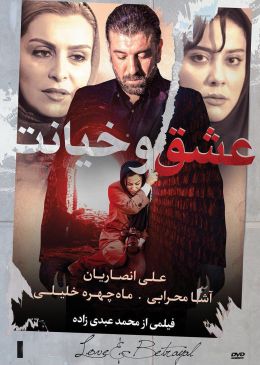 عشق و خیانت
علی انصاریان
آشا محرابی . ماه چهره خلیلی
فیلمی از محمد عبدی زاده
Love & Betrayal
DVD